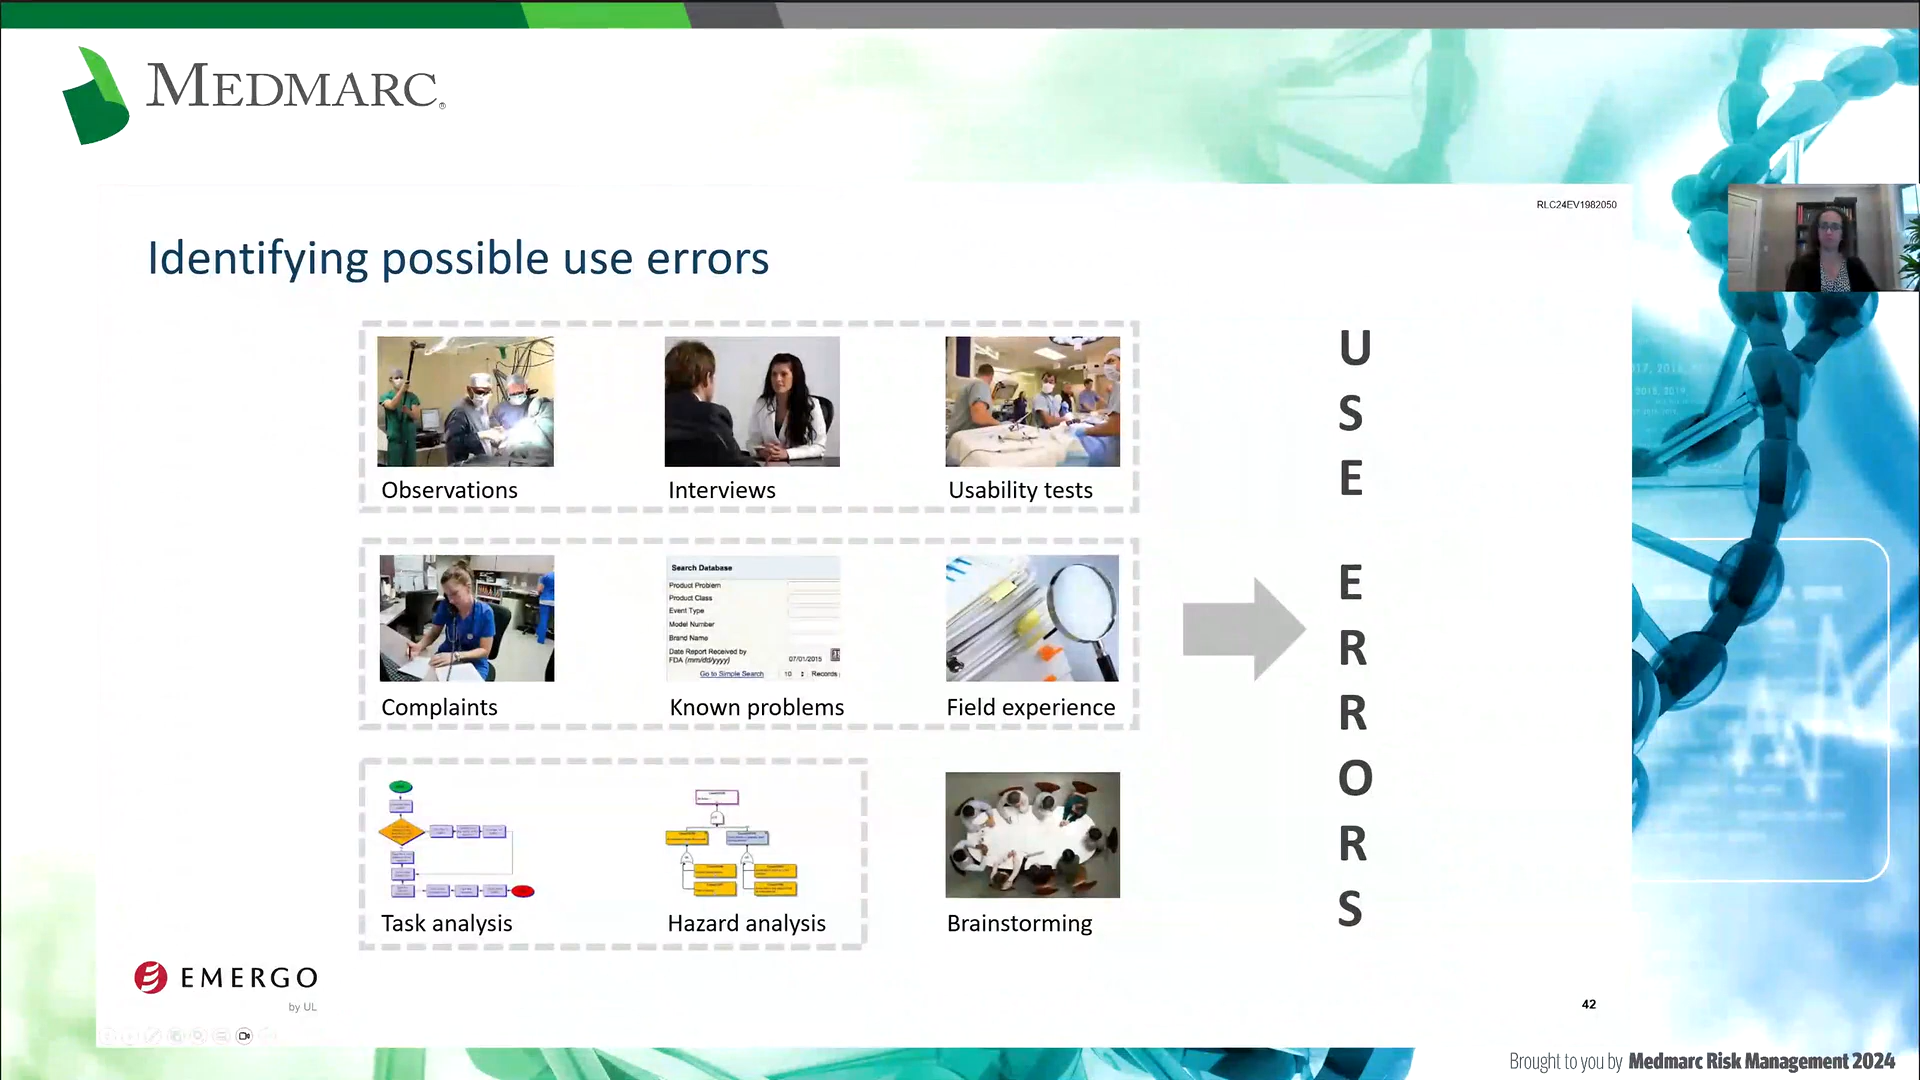 MEDMARC®
RLC24EV1982050
Identifying possible use errors
Observations
Interviews
Usability tests
Search Database
Product Problem
Product Class
Event Type
Model Number
Brand Name
Date Report Received by
FDA (mm/dd/yyyy)
07/01/2015
31
Go to Simple Search
10
Records
Complaints
Known problems
Field experience
Task analysis
Hazard analysis
Brainstorming
U
S
E
E
R
R
O
R
S
EMERGO
by UL
42
Brought to you by Medmarc Risk Management 2024